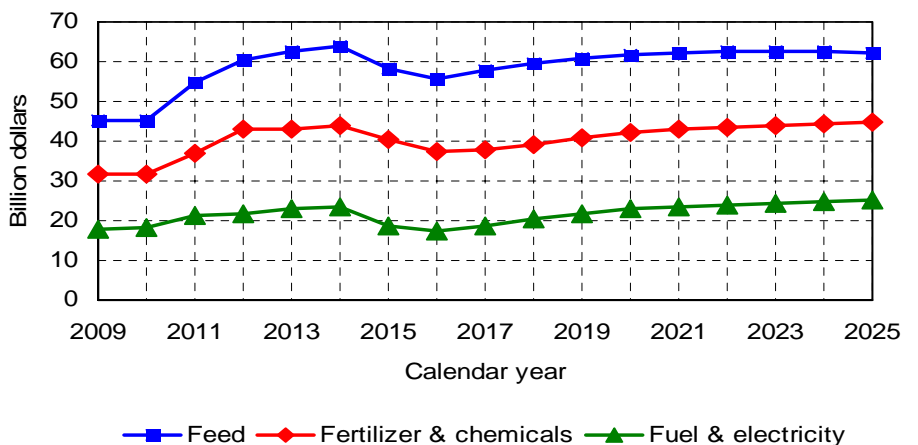 Billion dollars
70
60
50
40
30
20
10
0
2009 2011 2013 2015 2017 2019 2021 2023 2025
Calendar year
Feed Fertilizer & chemicals Fuel & electricity